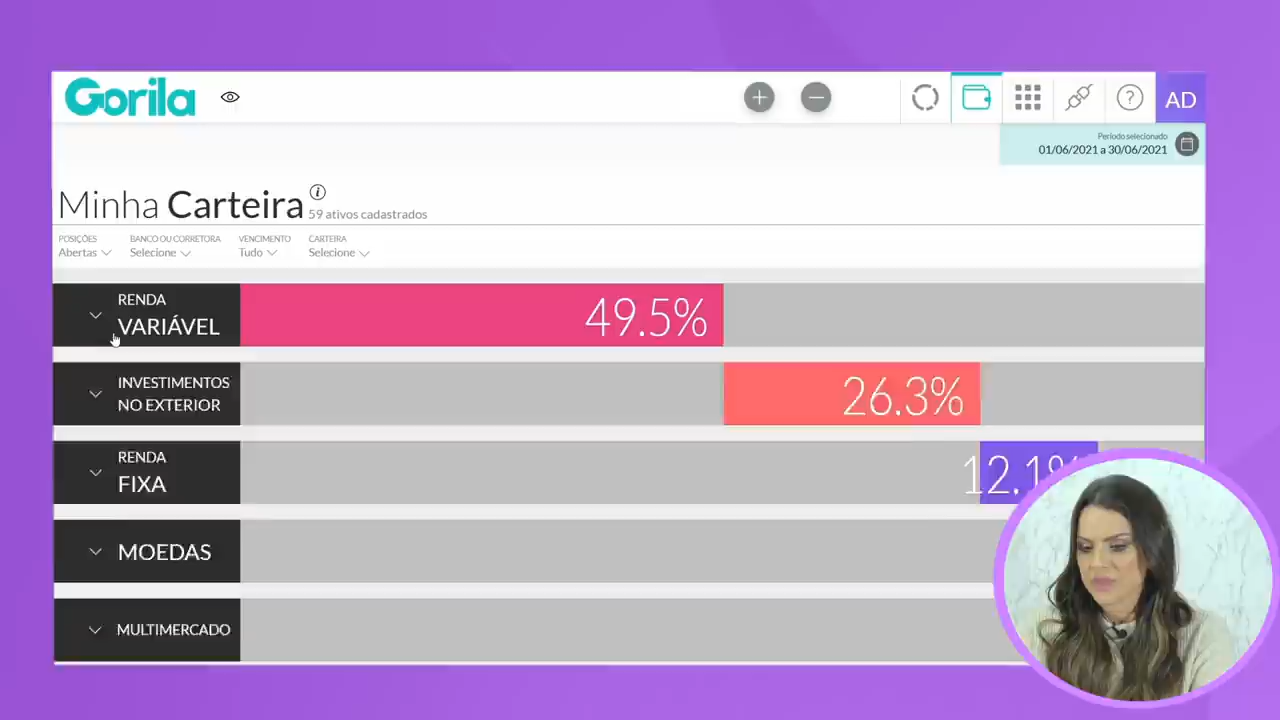 Gorila
AD
Período selecionado
01/06/2021 a 30/06/2021
Minha Carteira
59 ativos cadastrados
POSIÇÕES
Abertas
BANCO OU CORRETORA
Selecione
VENCIMENTO
Tudo
CARTEIRA
Selecione
RENDA
VARIÁVEL
49.5%
INVESTIMENTOS
NO EXTERIOR
26.3%
RENDA
FIXA
12.1%
MOEDAS
MULTIMERCADO